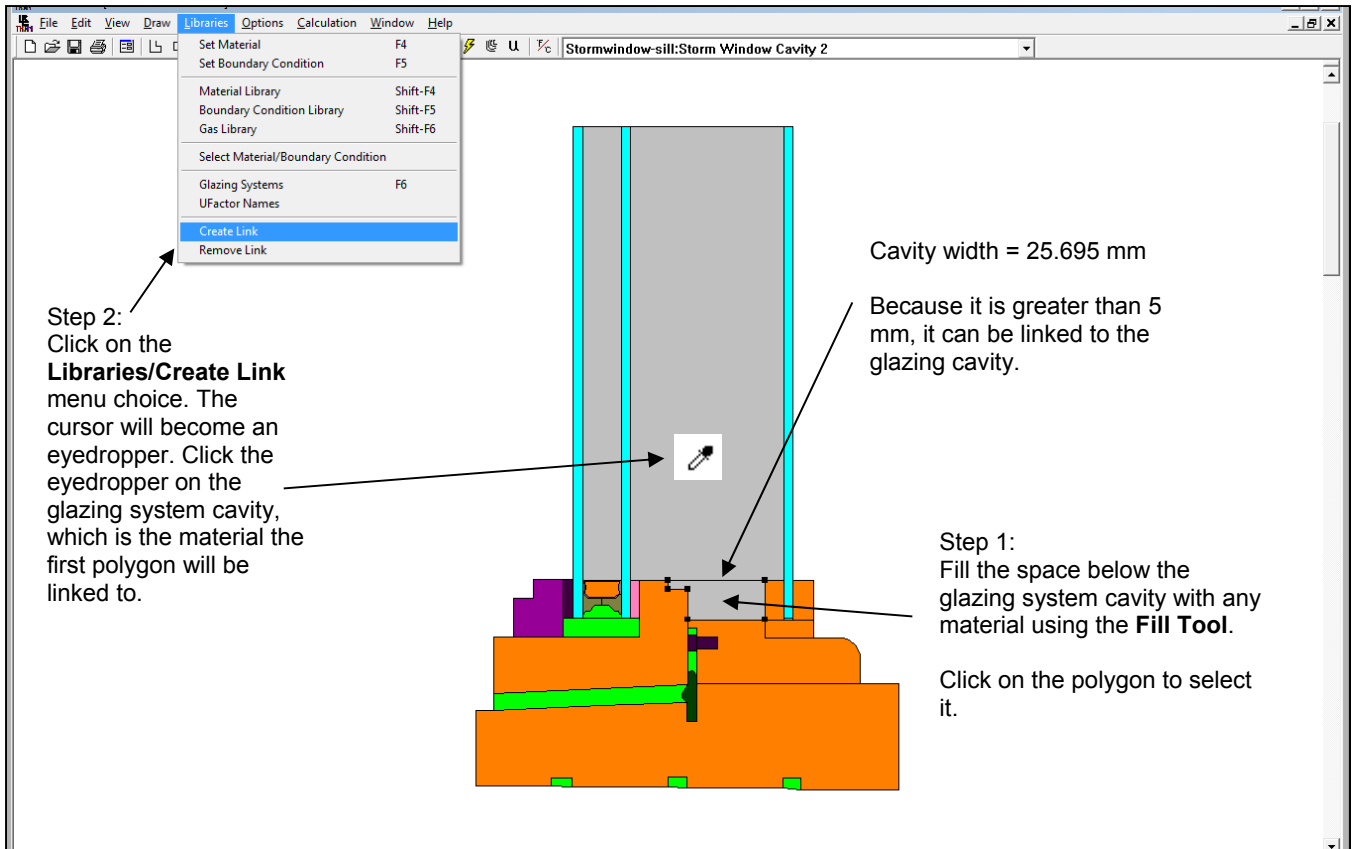 File Edit View Draw Libraries Options Calculation Window Help
U F/C Stormwindow-sill:Storm Window Cavity 2
Set Material F4
Set Boundary Condition F5
Material Library Shift-F4
Boundary Condition Library Shift-F5
Gas Library Shift-F6
Select Material/Boundary Condition
Glazing Systems F6
UFactor Names
Create Link
Remove Link
Step 2:
Click on the
Libraries/Create Link
menu choice. The
cursor will become an
eyedropper. Click the
eyedropper on the
glazing system cavity,
which is the material the
first polygon will be
linked to.
Cavity width = 25.695 mm
Because it is greater than 5
mm, it can be linked to the
glazing cavity.
Step 1:
Fill the space below the
glazing system cavity with any
material using the Fill Tool.
Click on the polygon to select
it.